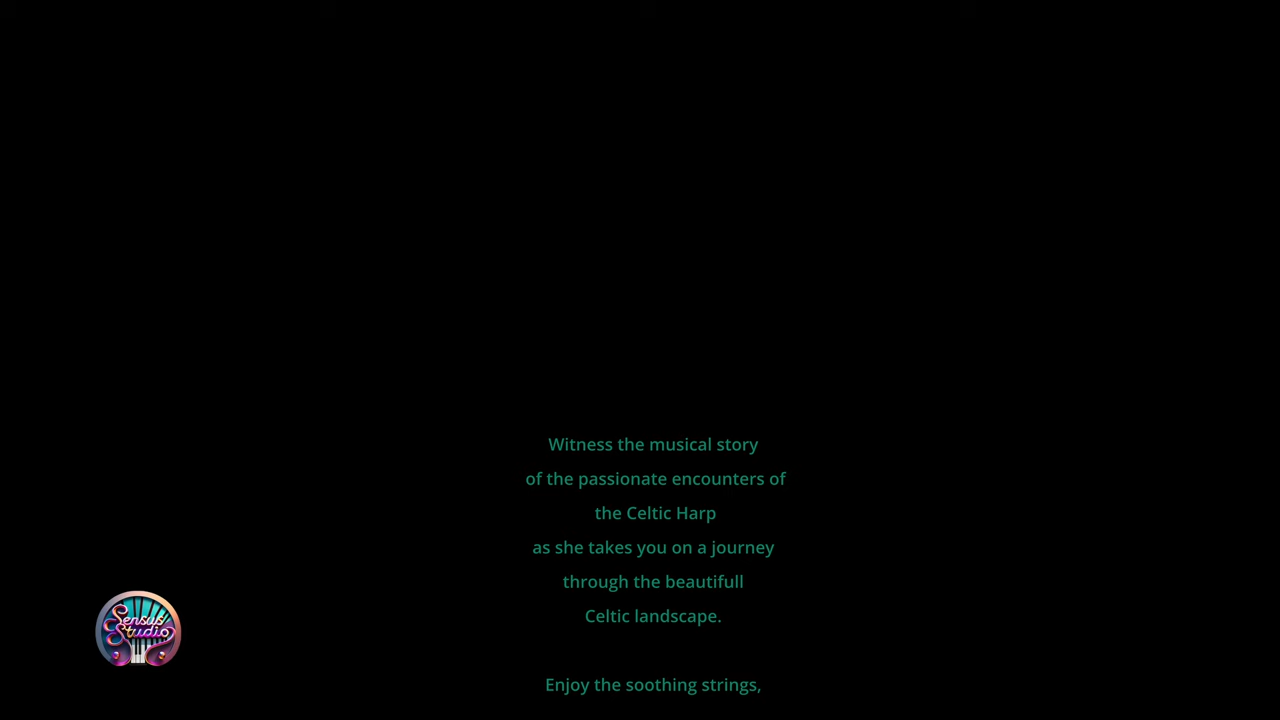 Witness the musical story
of the passionate encounters of
the Celtic Harp
as she takes you on a journey
through the beautifull
Celtic landscape.
Enjoy the soothing strings,
Sensus
Studio